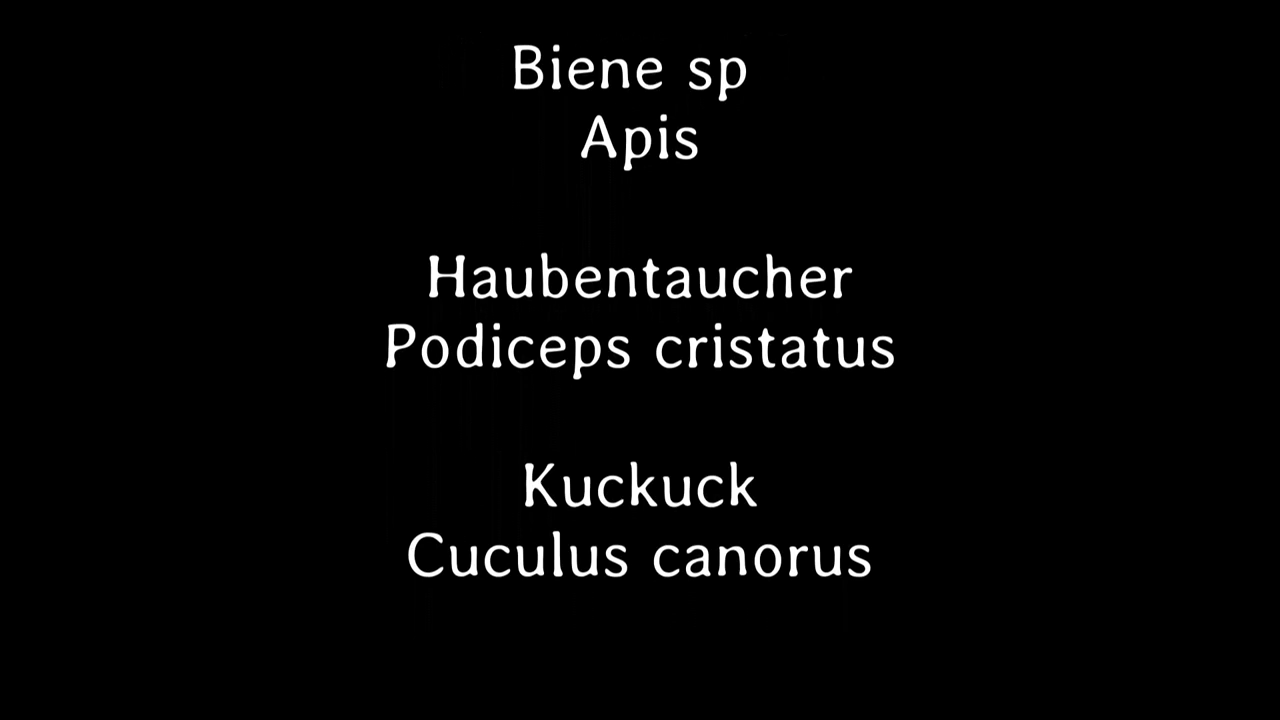 Biene sp
Apis
Haubentaucher
Podiceps cristatus
Kuckuck
Cuculus canorus